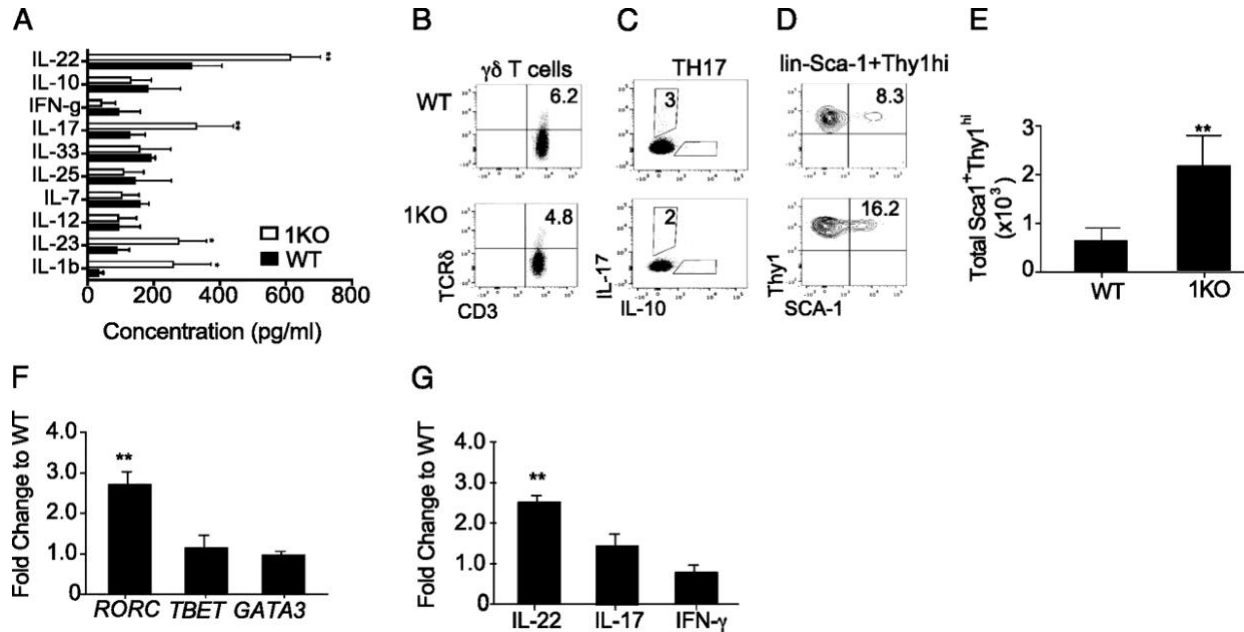 A
IL-22
IL-10
IFN-g
IL-17
IL-33
IL-25
IL-7
IL-12
IL-23
IL-1b
**
**
*
*
1KO
WT
0 200 400 600 800
Concentration (pg/ml)
B
γδ T cells
WT
6.2
1KO
4.8
TCRδ
CD3
C
TH17
3
2
IL-17
IL-10
D
lin-Sca-1+Thy1hi
8.3
16.2
Thy1
SCA-1
E
Total Sca1+Thy1hi
(x10³)
3
2
1
0
**
WT 1KO
F
Fold Change to WT
4.0
3.0
2.0
1.0
0
**
RORC TBET GATA3
G
Fold Change to WT
4.0
3.0
2.0
1.0
0
**
IL-22 IL-17 IFN-γ